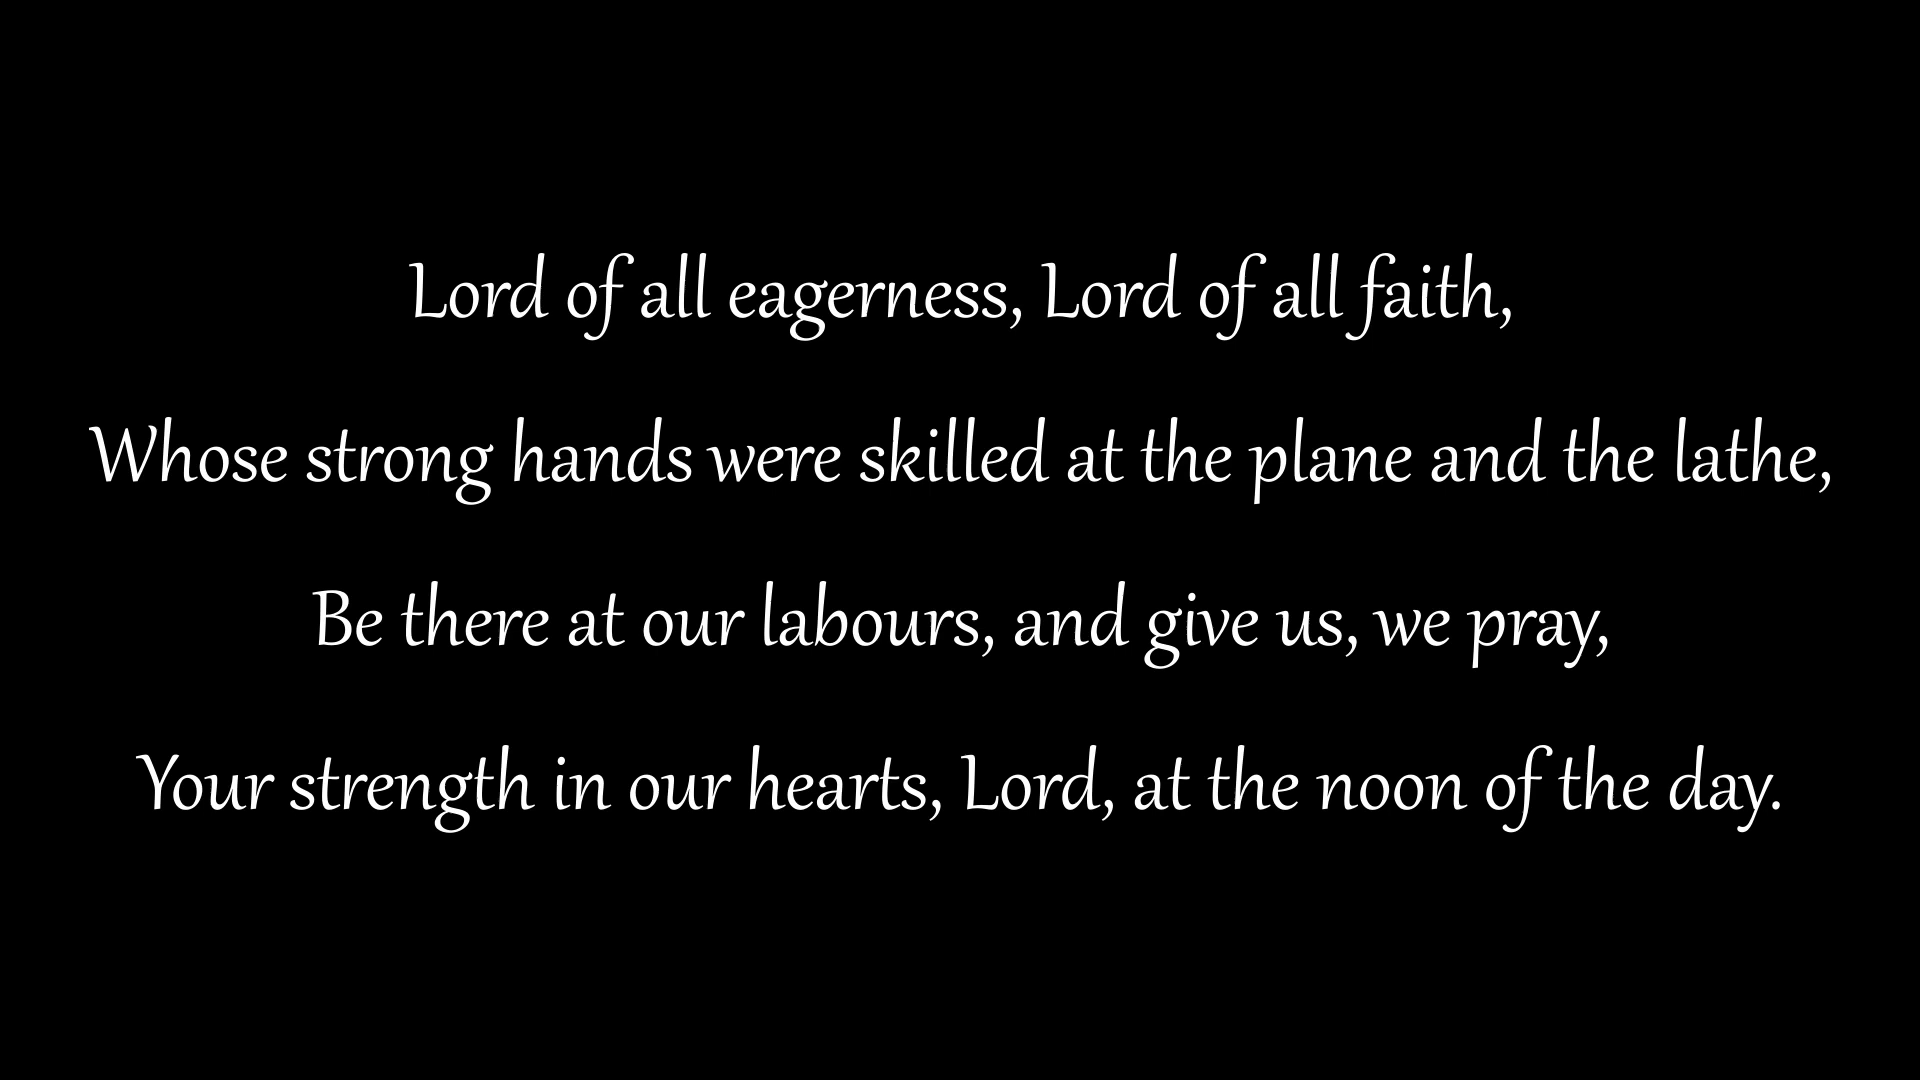 Lord of all eagerness, Lord of all faith,
Whose strong hands were skilled at the plane and the lathe,
Be there at our labours, and give us, we pray,
Your strength in our hearts, Lord, at the noon of the day.